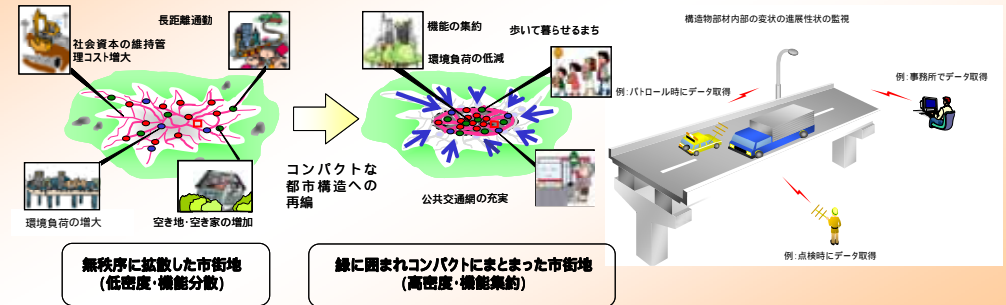 長距離通勤
社会資本の維持管
理コスト増大
環境負荷の増大
空き地・空き家の増加
無秩序に拡散した市街地
(低密度・機能分散)
コンパクトな
都市構造への
再編
機能の集約
環境負荷の低減
歩いて暮らせるまち
公共交通網の充実
緑に囲まれコンパクトにまとまった市街地
(高密度・機能集約)
構造物部材内部の変状の進展性状の監視
例：パトロール時にデータ取得
例：事務所でデータ取得
例：点検時にデータ取得